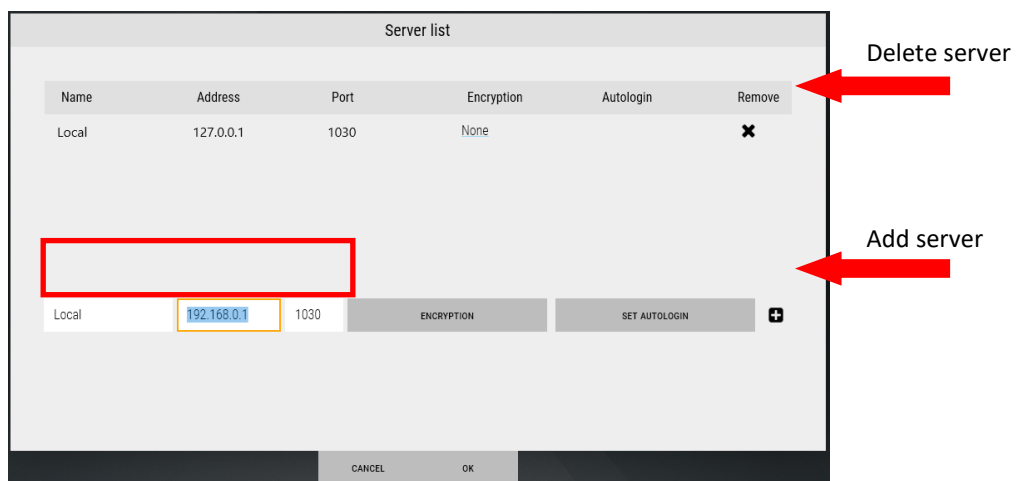 Server list
Delete server
Name Address Port Encryption Autologin Remove
Local 127.0.0.1 1030 None
Add server
Local 192.168.0.1 1030 ENCRYPTION SET AUTOLOGIN
CANCEL OK